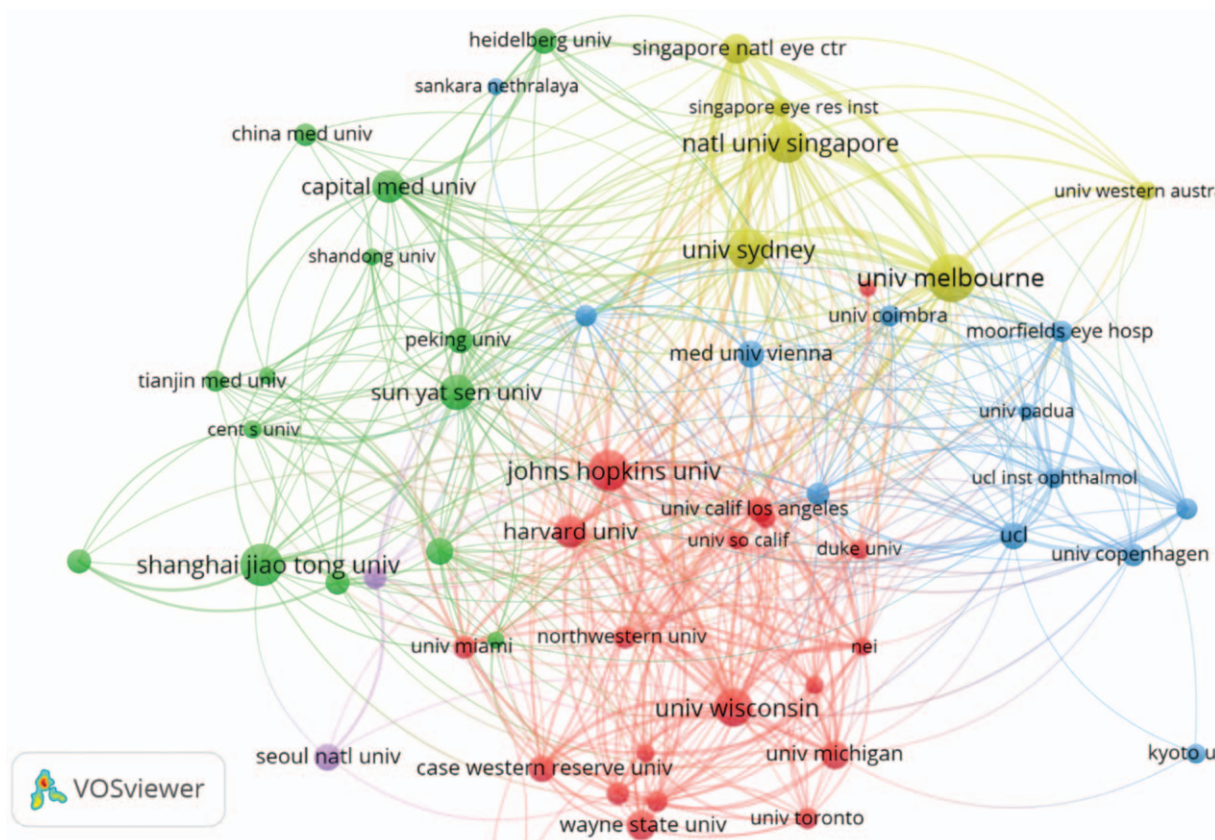 heidelberg univ
singapore natl eye ctr
sankara nethralaya
singapore eye res inst
china med univ
natl univ singapore
capital med univ
univ western austra
shandong univ
univ sydney
univ melbourne
univ coimbra
moorfields eye hosp
peking univ
med univ vienna
tianjin med univ
sun yat sen univ
univ padua
cent s univ
johns hopkins univ
ucl inst ophthalmol
univ calif los angeles
harvard univ
univ so calif
duke univ
ucl
univ copenhagen
shanghai jiao tong univ
univ miami
northwestern univ
nei
univ wisconsin
seoul natl univ
case western reserve univ
univ michigan
kyoto u
VOSviewer
wayne state univ
univ toronto